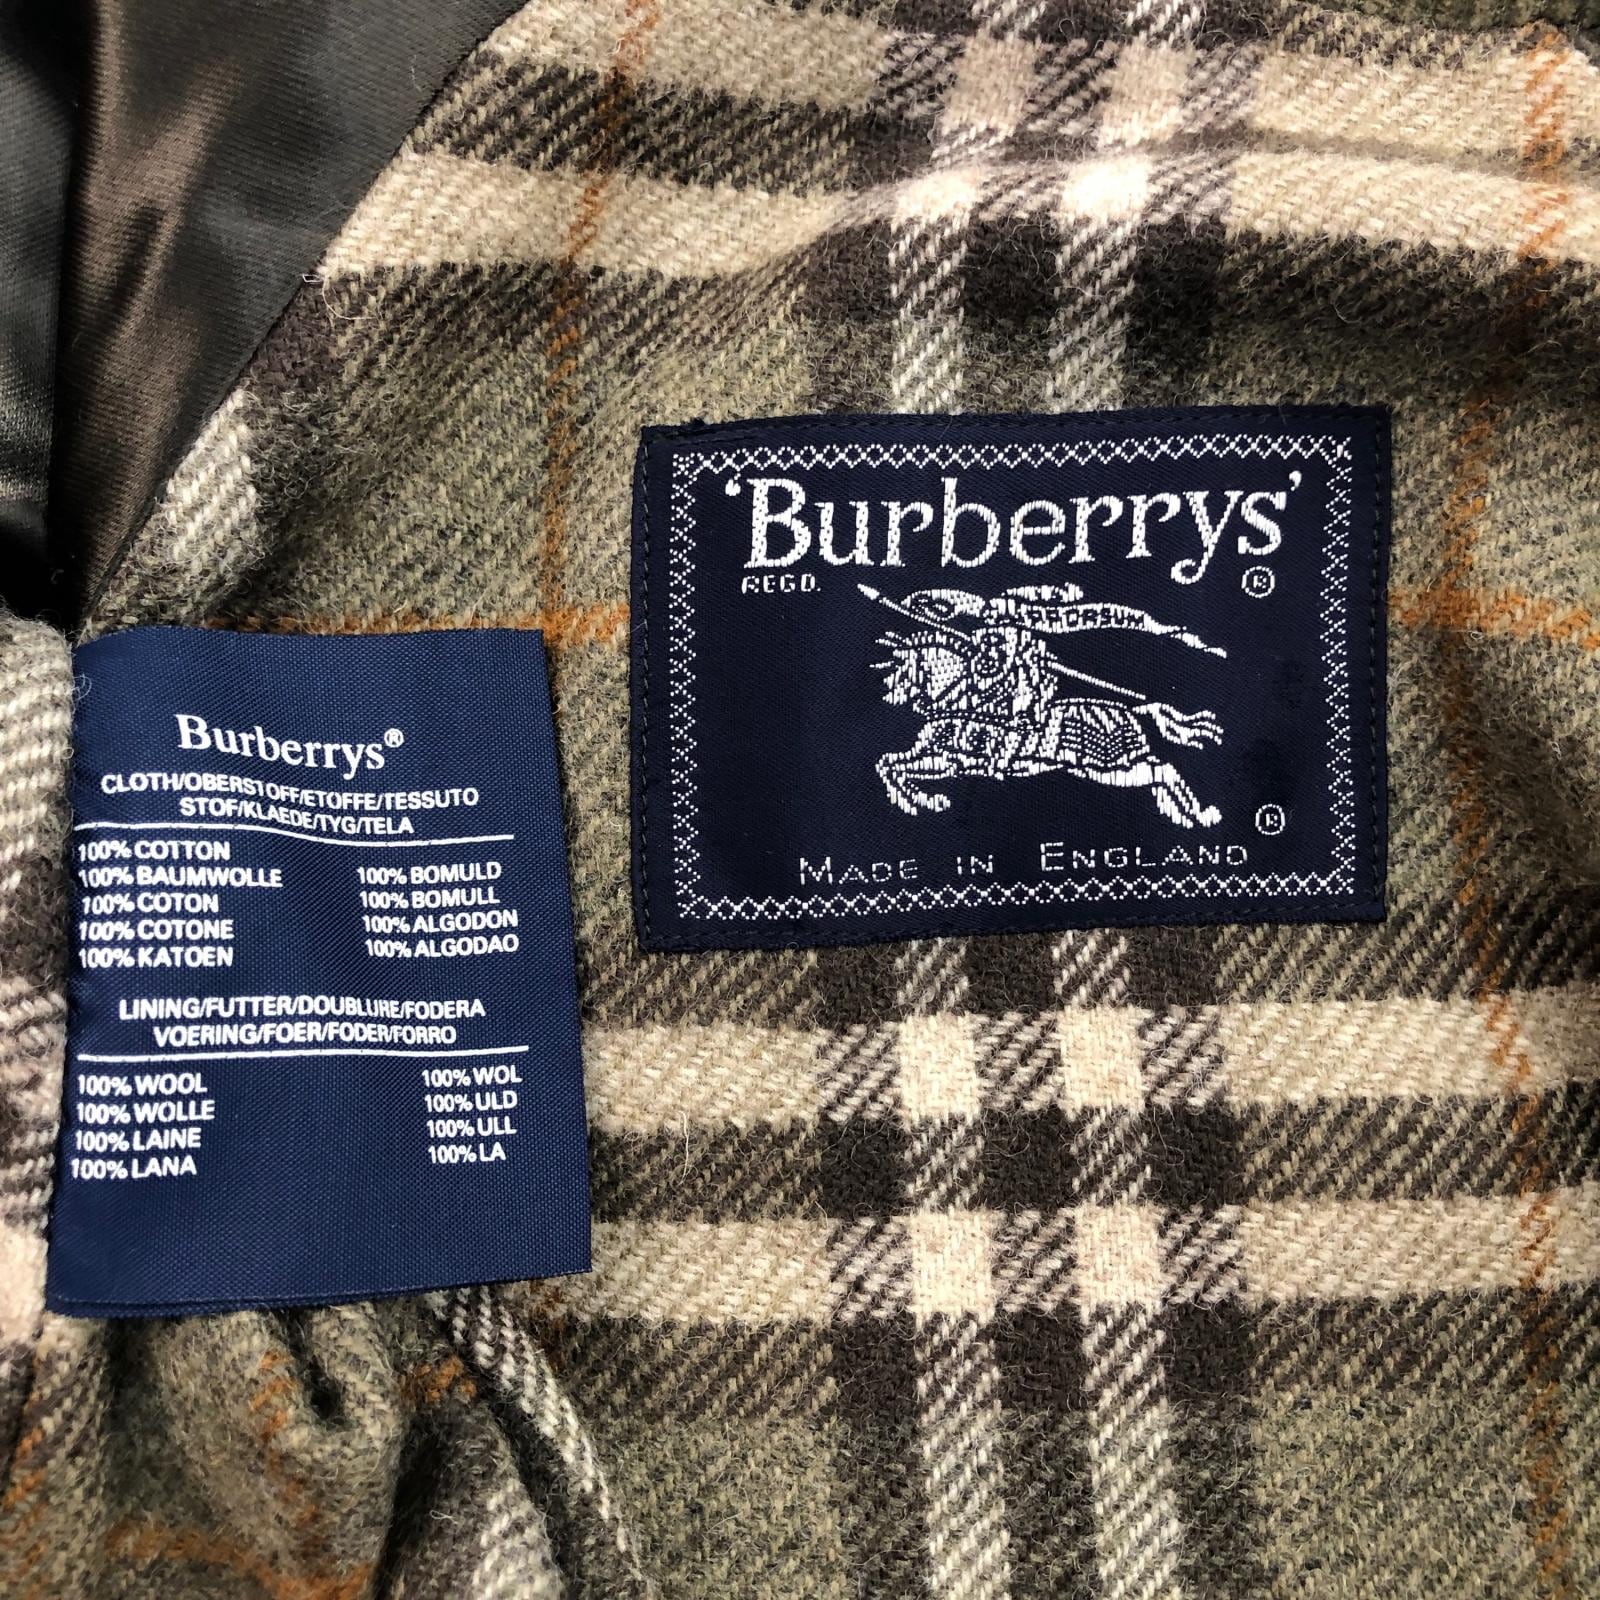 ‘Burberrys’
REGD. ®
PRORSUM
®
MADE IN ENGLAND
Burberrys®
CLOTH/OBERSTOFF/ETOFFE/TESSUTO
STOF/KLAEDE/TYG/TELA
100% COTTON
100% BAUMWOLLE 100% BOMULD
100% COTON 100% BOMULL
100% COTONE 100% ALGODON
100% KATOEN 100% ALGODAO
LINING/FUTTER/DOUBLURE/FODERA
VOERING/FOER/FODER/FORRO
100% WOOL 100% WOL
100% WOLLE 100% ULD
100% LAINE 100% ULL
100% LANA 100% LA